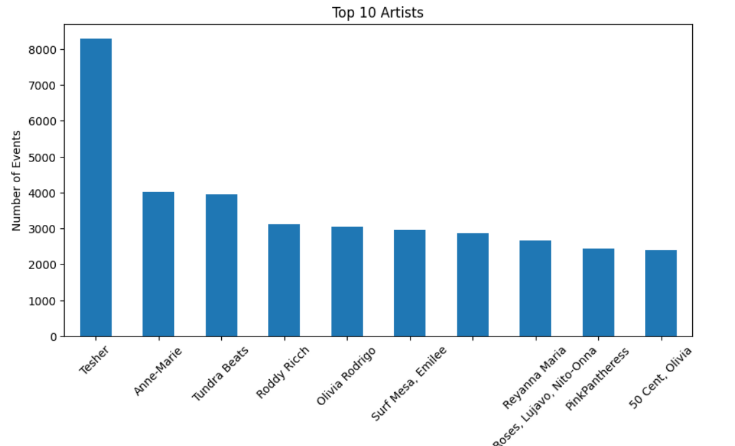 Top 10 Artists
Number of Events
8000
7000
6000
5000
4000
3000
2000
1000
0
Tesher
Anne-Marie
Tundra Beats
Roddy Ricch
Olivia Rodrigo
Surf Mesa, Emilee
Reyanna Maria
Roses, Lujavo, Nito-Onna
PinkPantheress
50 Cent, Olivia